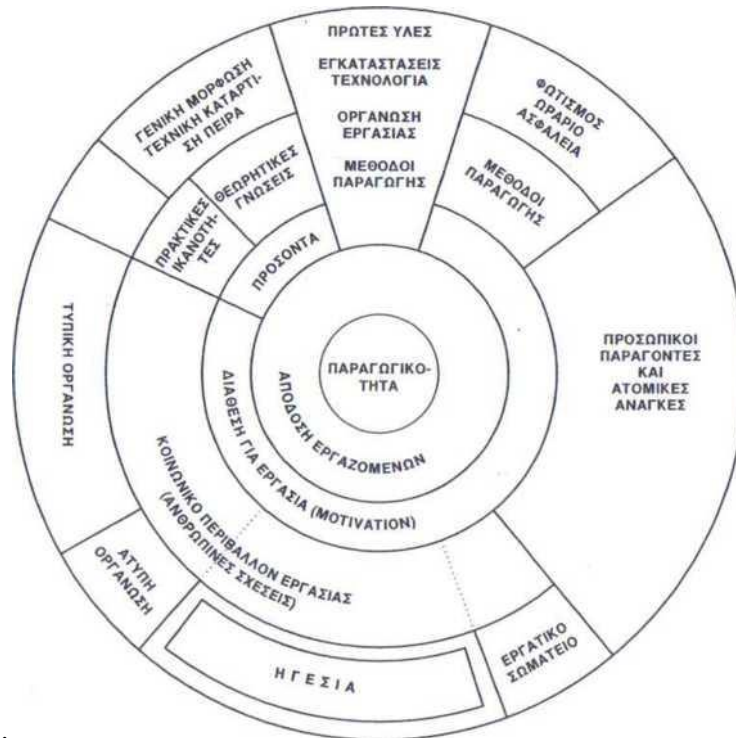 ΠΡΩΤΕΣ ΥΛΕΣ
ΕΓΚΑΤΑΣΤΑΣΕΙΣ
ΤΕΧΝΟΛΟΓΙΑ
ΟΡΓΑΝΩΣΗ
ΕΡΓΑΣΙΑΣ
ΜΕΘΟΔΟΙ
ΠΑΡΑΓΩΓΗΣ
ΓΕΝΙΚΗ ΜΟΡΦΩΣΗ
ΤΕΧΝΙΚΗ ΚΑΤΑΡΤΙ-
ΣΗ ΠΕΙΡΑ
ΘΕΩΡΗΤΙΚΕΣ
ΓΝΩΣΕΙΣ
ΠΡΑΚΤΙΚΕΣ
ΙΚΑΝΟΤΗ-
ΤΕΣ
ΠΡΟΣΟΝΤΑ
ΦΩΤΙΣΜΟΣ
ΩΡΑΡΙΟ
ΑΣΦΑΛΕΙΑ
ΜΕΘΟΔΟΙ
ΠΑΡΑΓΩΓΗΣ
ΠΡΟΣΩΠΙΚΟΙ
ΠΑΡΑΓΟΝΤΕΣ
ΚΑΙ
ΑΤΟΜΙΚΕΣ
ΑΝΑΓΚΕΣ
ΠΑΡΑΓΩΓΙΚΟ-
ΤΗΤΑ
ΑΠΟΔΟΣΗ ΕΡΓΑΖΟΜΕΝΩΝ
ΔΙΑΘΕΣΗ ΓΙΑ ΕΡΓΑΣΙΑ (MOTIVATION)
ΚΟΙΝΩΝΙΚΟ ΠΕΡΙΒΑΛΛΟΝ ΕΡΓΑΣΙΑΣ
(ΑΝΘΡΩΠΙΝΕΣ ΣΧΕΣΕΙΣ)
ΤΥΠΙΚΗ ΟΡΓΑΝΩΣΗ
ΑΤΥΠΗ
ΟΡΓΑΝΩΣΗ
ΗΓΕΣΙΑ
ΕΡΓΑΤΙΚΟ
ΣΩΜΑΤΕΙΟ